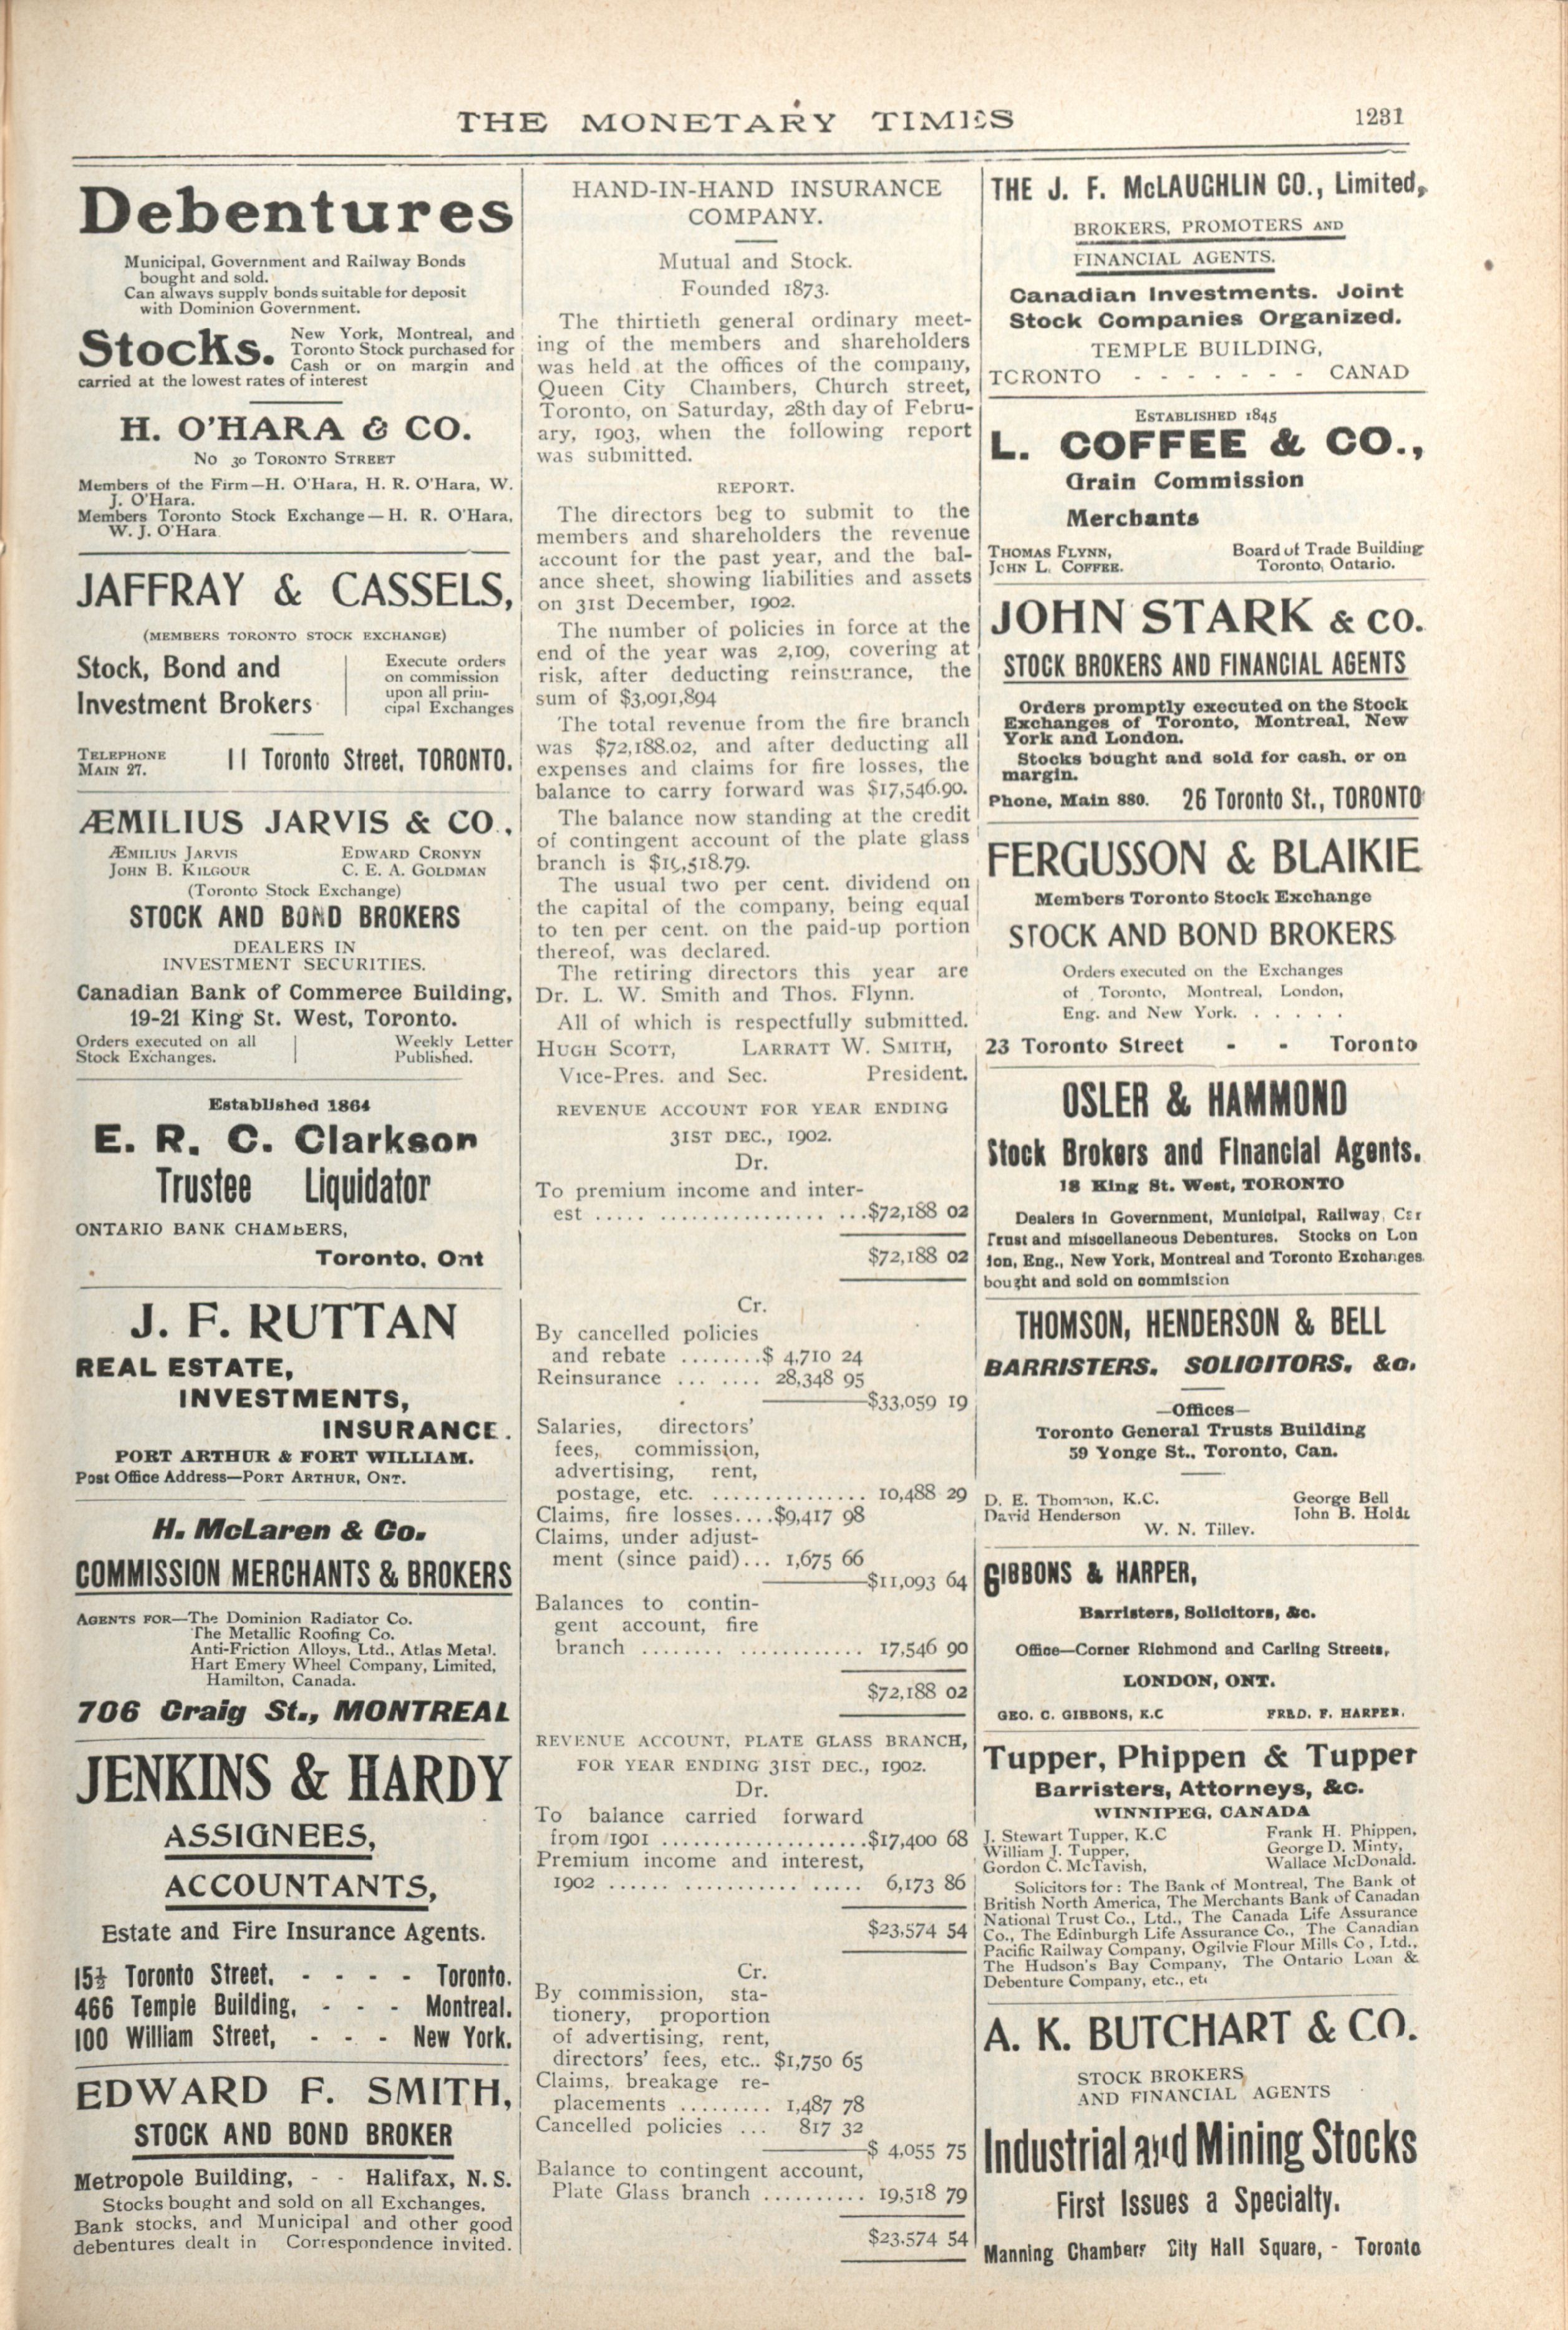 THE MONETARY TIMES
1231
Debentures
Municipal, Government and Railway Bonds
bought and sold.
Can always supply bonds suitable for deposit
with Dominion Government.
Stocks.
New York, Montreal, and
Toronto Stock purchased for
Cash or on margin and
carried at the lowest rates of interest
H. O'HARA & CO.
No 30 TORONTO STREET
Members of the Firm—H. O'Hara, H. R. O'Hara, W.
J. O'Hara.
Members Toronto Stock Exchange—H. R. O'Hara,
W. J. O'Hara
JAFFRAY & CASSELS,
(MEMBERS TORONTO STOCK EXCHANGE)
Stock, Bond and
Investment Brokers
Execute orders
on commission
upon all prin-
cipal Exchanges
TELEPHONE
MAIN 27.
11 Toronto Street, TORONTO.
ÆMILIUS JARVIS & CO.,
ÆMILIUS JARVIS EDWARD CRONYN
JOHN B. KILGOUR C. E. A. GOLDMAN
(Toronto Stock Exchange)
STOCK AND BOND BROKERS
DEALERS IN
INVESTMENT SECURITIES.
Canadian Bank of Commerce Building,
19-21 King St. West, Toronto.
Orders executed on all
Stock Exchanges.
Weekly Letter
Published.
Established 1864
E. R. C. Clarkson
Trustee Liquidator
ONTARIO BANK CHAMBERS,
Toronto, Ont
J. F. RUTTAN
REAL ESTATE,
INVESTMENTS,
INSURANCE.
PORT ARTHUR & FORT WILLIAM.
Post Office Address—PORT ARTHUR, ONT.
H. McLaren & Co.
COMMISSION MERCHANTS & BROKERS
AGENTS FOR—The Dominion Radiator Co.
The Metallic Roofing Co.
Anti-Friction Alloys, Ltd., Atlas Metal.
Hart Emery Wheel Company, Limited,
Hamilton, Canada.
706 Craig St., MONTREAL
JENKINS & HARDY
ASSIGNEES,
ACCOUNTANTS,
Estate and Fire Insurance Agents.
15½ Toronto Street, - - - - Toronto.
466 Temple Building, - - - Montreal.
100 William Street, - - - New York.
EDWARD F. SMITH,
STOCK AND BOND BROKER
Metropole Building, - - Halifax, N. S.
Stocks bought and sold on all Exchanges,
Bank stocks, and Municipal and other good
debentures dealt in Correspondence invited.
HAND-IN-HAND INSURANCE
COMPANY.
Mutual and Stock.
Founded 1873.
The thirtieth general ordinary meet-
ing of the members and shareholders
was held at the offices of the company,
Queen City Chambers, Church street,
Toronto, on Saturday, 28th day of Febru-
ary, 1903, when the following report
was submitted.
REPORT.
The directors beg to submit to the
members and shareholders the revenue
account for the past year, and the bal-
ance sheet, showing liabilities and assets
on 31st December, 1902.
The number of policies in force at the
end of the year was 2,109, covering at
risk, after deducting reinsurance, the
sum of $3,091,894
The total revenue from the fire branch
was $72,188.02, and after deducting all
expenses and claims for fire losses, the
balance to carry forward was $17,546.90.
The balance now standing at the credit
of contingent account of the plate glass
branch is $19,518.79.
The usual two per cent. dividend on
the capital of the company, being equal
to ten per cent. on the paid-up portion
thereof, was declared.
The retiring directors this year are
Dr. L. W. Smith and Thos. Flynn.
All of which is respectfully submitted.
HUGH SCOTT, LARRATT W. SMITH,
Vice-Pres. and Sec. President.
REVENUE ACCOUNT FOR YEAR ENDING
31ST DEC., 1902.
Dr.
To premium income and inter-
est ..... ................ ...$72,188 02
$72,188 02
Cr.
By cancelled policies
and rebate ........$ 4,710 24
Reinsurance ... .... 28,348 95
$33,059 19
Salaries, directors'
fees, commission,
advertising, rent,
postage, etc. ............... 10,488 29
Claims, fire losses....$9,417 98
Claims, under adjust-
ment (since paid)... 1,675 66
$11,093 64
Balances to contin-
gent account, fire
branch ........ ............ 17,546 90
$72,188 02
REVENUE ACCOUNT, PLATE GLASS BRANCH,
FOR YEAR ENDING 31ST DEC., 1902.
Dr.
To balance carried forward
from 1901 ....................$17,400 68
Premium income and interest,
1902 ...... ........... ..... 6,173 86
$23,574 54
Cr.
By commission, sta-
tionery, proportion
of advertising, rent,
directors' fees, etc.. $1,750 65
Claims, breakage re-
placements ......... 1,487 78
Cancelled policies ... 817 32
$ 4,055 75
Balance to contingent account,
Plate Glass branch .......... 19,518 79
$23,574 54
THE J. F. McLAUGHLIN CO., Limited,
BROKERS, PROMOTERS AND
FINANCIAL AGENTS.
Canadian Investments. Joint
Stock Companies Organized.
TEMPLE BUILDING,
TORONTO - - - - - - - CANAD
ESTABLISHED 1845
L. COFFEE & CO.,
Grain Commission
Merchants
THOMAS FLYNN,
JOHN L. COFFEE.
Board of Trade Building
Toronto, Ontario.
JOHN STARK & CO.
STOCK BROKERS AND FINANCIAL AGENTS
Orders promptly executed on the Stock
Exchanges of Toronto, Montreal, New
York and London.
Stocks bought and sold for cash, or on
margin.
Phone, Main 880. 26 Toronto St., TORONTO
FERGUSSON & BLAIKIE
Members Toronto Stock Exchange
STOCK AND BOND BROKERS
Orders executed on the Exchanges
of Toronto, Montreal, London,
Eng. and New York. . . . . .
23 Toronto Street - - Toronto
OSLER & HAMMOND
Stock Brokers and Financial Agents.
18 King St. West, TORONTO
Dealers in Government, Municipal, Railway, Car
Trust and miscellaneous Debentures. Stocks on Lon
don, Eng., New York, Montreal and Toronto Exchanges
bought and sold on commission
THOMSON, HENDERSON & BELL
BARRISTERS, SOLICITORS, &c.
—Offices—
Toronto General Trusts Building
59 Yonge St., Toronto, Can.
D. E. Thomson, K.C. George Bell
David Henderson John B. Holde
W. N. Tilley.
GIBBONS & HARPER,
Barristers, Solicitors, &c.
Office—Corner Richmond and Carling Streets,
LONDON, ONT.
GEO. C. GIBBONS, K.C FRED. F. HARPER.
Tupper, Phippen & Tupper
Barristers, Attorneys, &c.
WINNIPEG, CANADA
J. Stewart Tupper, K.C Frank H. Phippen,
William J. Tupper, George D. Minty,
Gordon C. McTavish, Wallace McDonald.
Solicitors for: The Bank of Montreal, The Bank of
British North America, The Merchants Bank of Canadan
National Trust Co., Ltd., The Canada Life Assurance
Co., The Edinburgh Life Assurance Co., The Canadian
Pacific Railway Company, Ogilvie Flour Mills Co, Ltd.,
The Hudson's Bay Company, The Ontario Loan &
Debenture Company, etc., etc
A. K. BUTCHART & CO.
STOCK BROKERS
AND FINANCIAL AGENTS
Industrial and Mining Stocks
First Issues a Specialty.
Manning Chambers City Hall Square, - Toronto